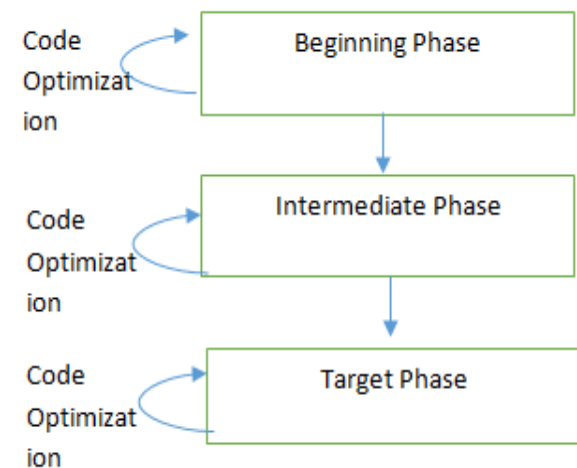 Code
Optimizat
ion
Beginning Phase
Code
Optimizat
ion
Intermediate Phase
Code
Optimizat
ion
Target Phase